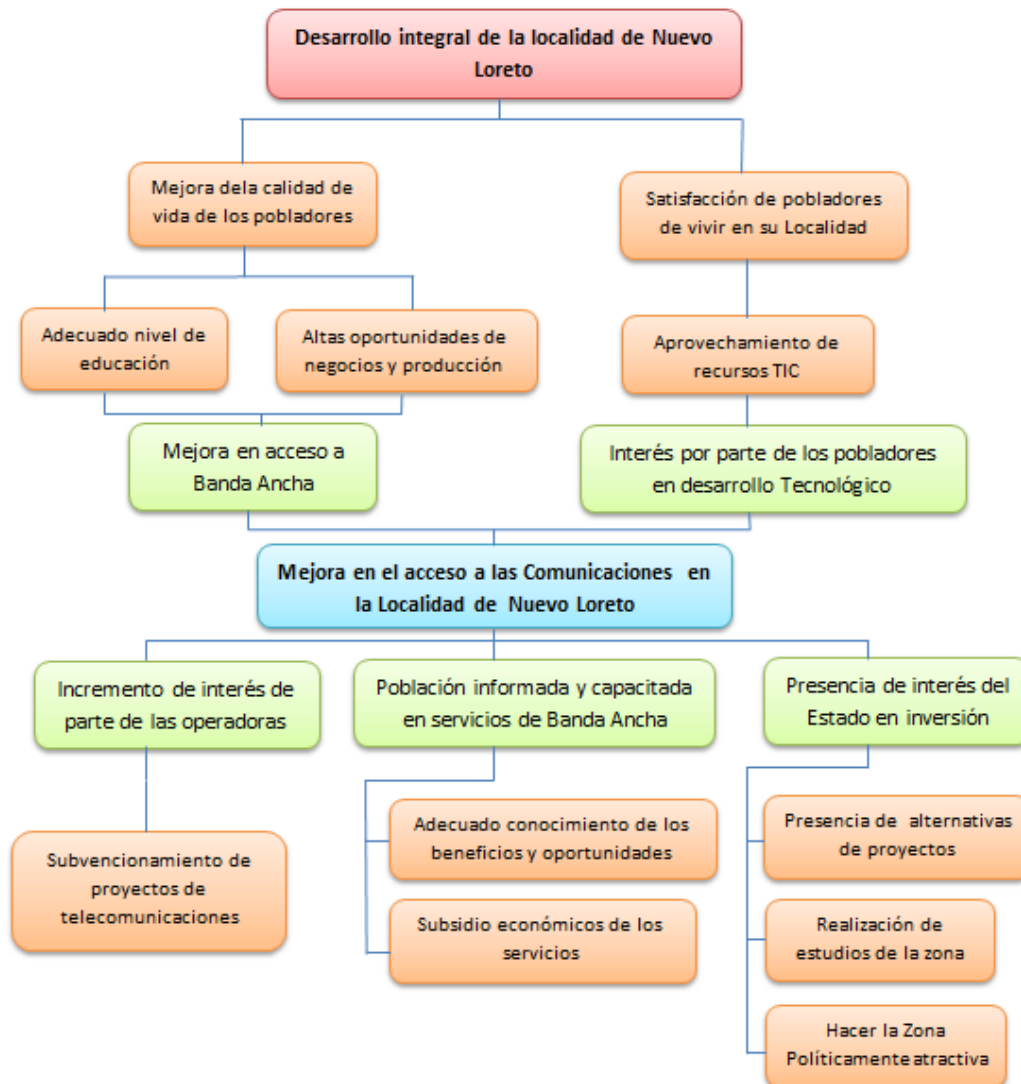 Desarrollo integral de la localidad de Nuevo
Loreto
Mejora dela calidad de
vida de los pobladores
Satisfacción de pobladores
de vivir en su Localidad
Adecuado nivel de
educación
Altas oportunidades de
negocios y producción
Aprovechamiento de
recursos TIC
Mejora en acceso a
Banda Ancha
Interés por parte de los pobladores
en desarrollo Tecnológico
Mejora en el acceso a las Comunicaciones en
la Localidad de Nuevo Loreto
Incremento de interés de
parte de las operadoras
Población informada y capacitada
en servicios de Banda Ancha
Presencia de interés del
Estado en inversión
Subvencionamiento de
proyectos de
telecomunicaciones
Adecuado conocimiento de los
beneficios y oportunidades
Subsidio económicos de los
servicios
Presencia de alternativas
de proyectos
Realización de
estudios de la zona
Hacer la Zona
Políticamente atractiva